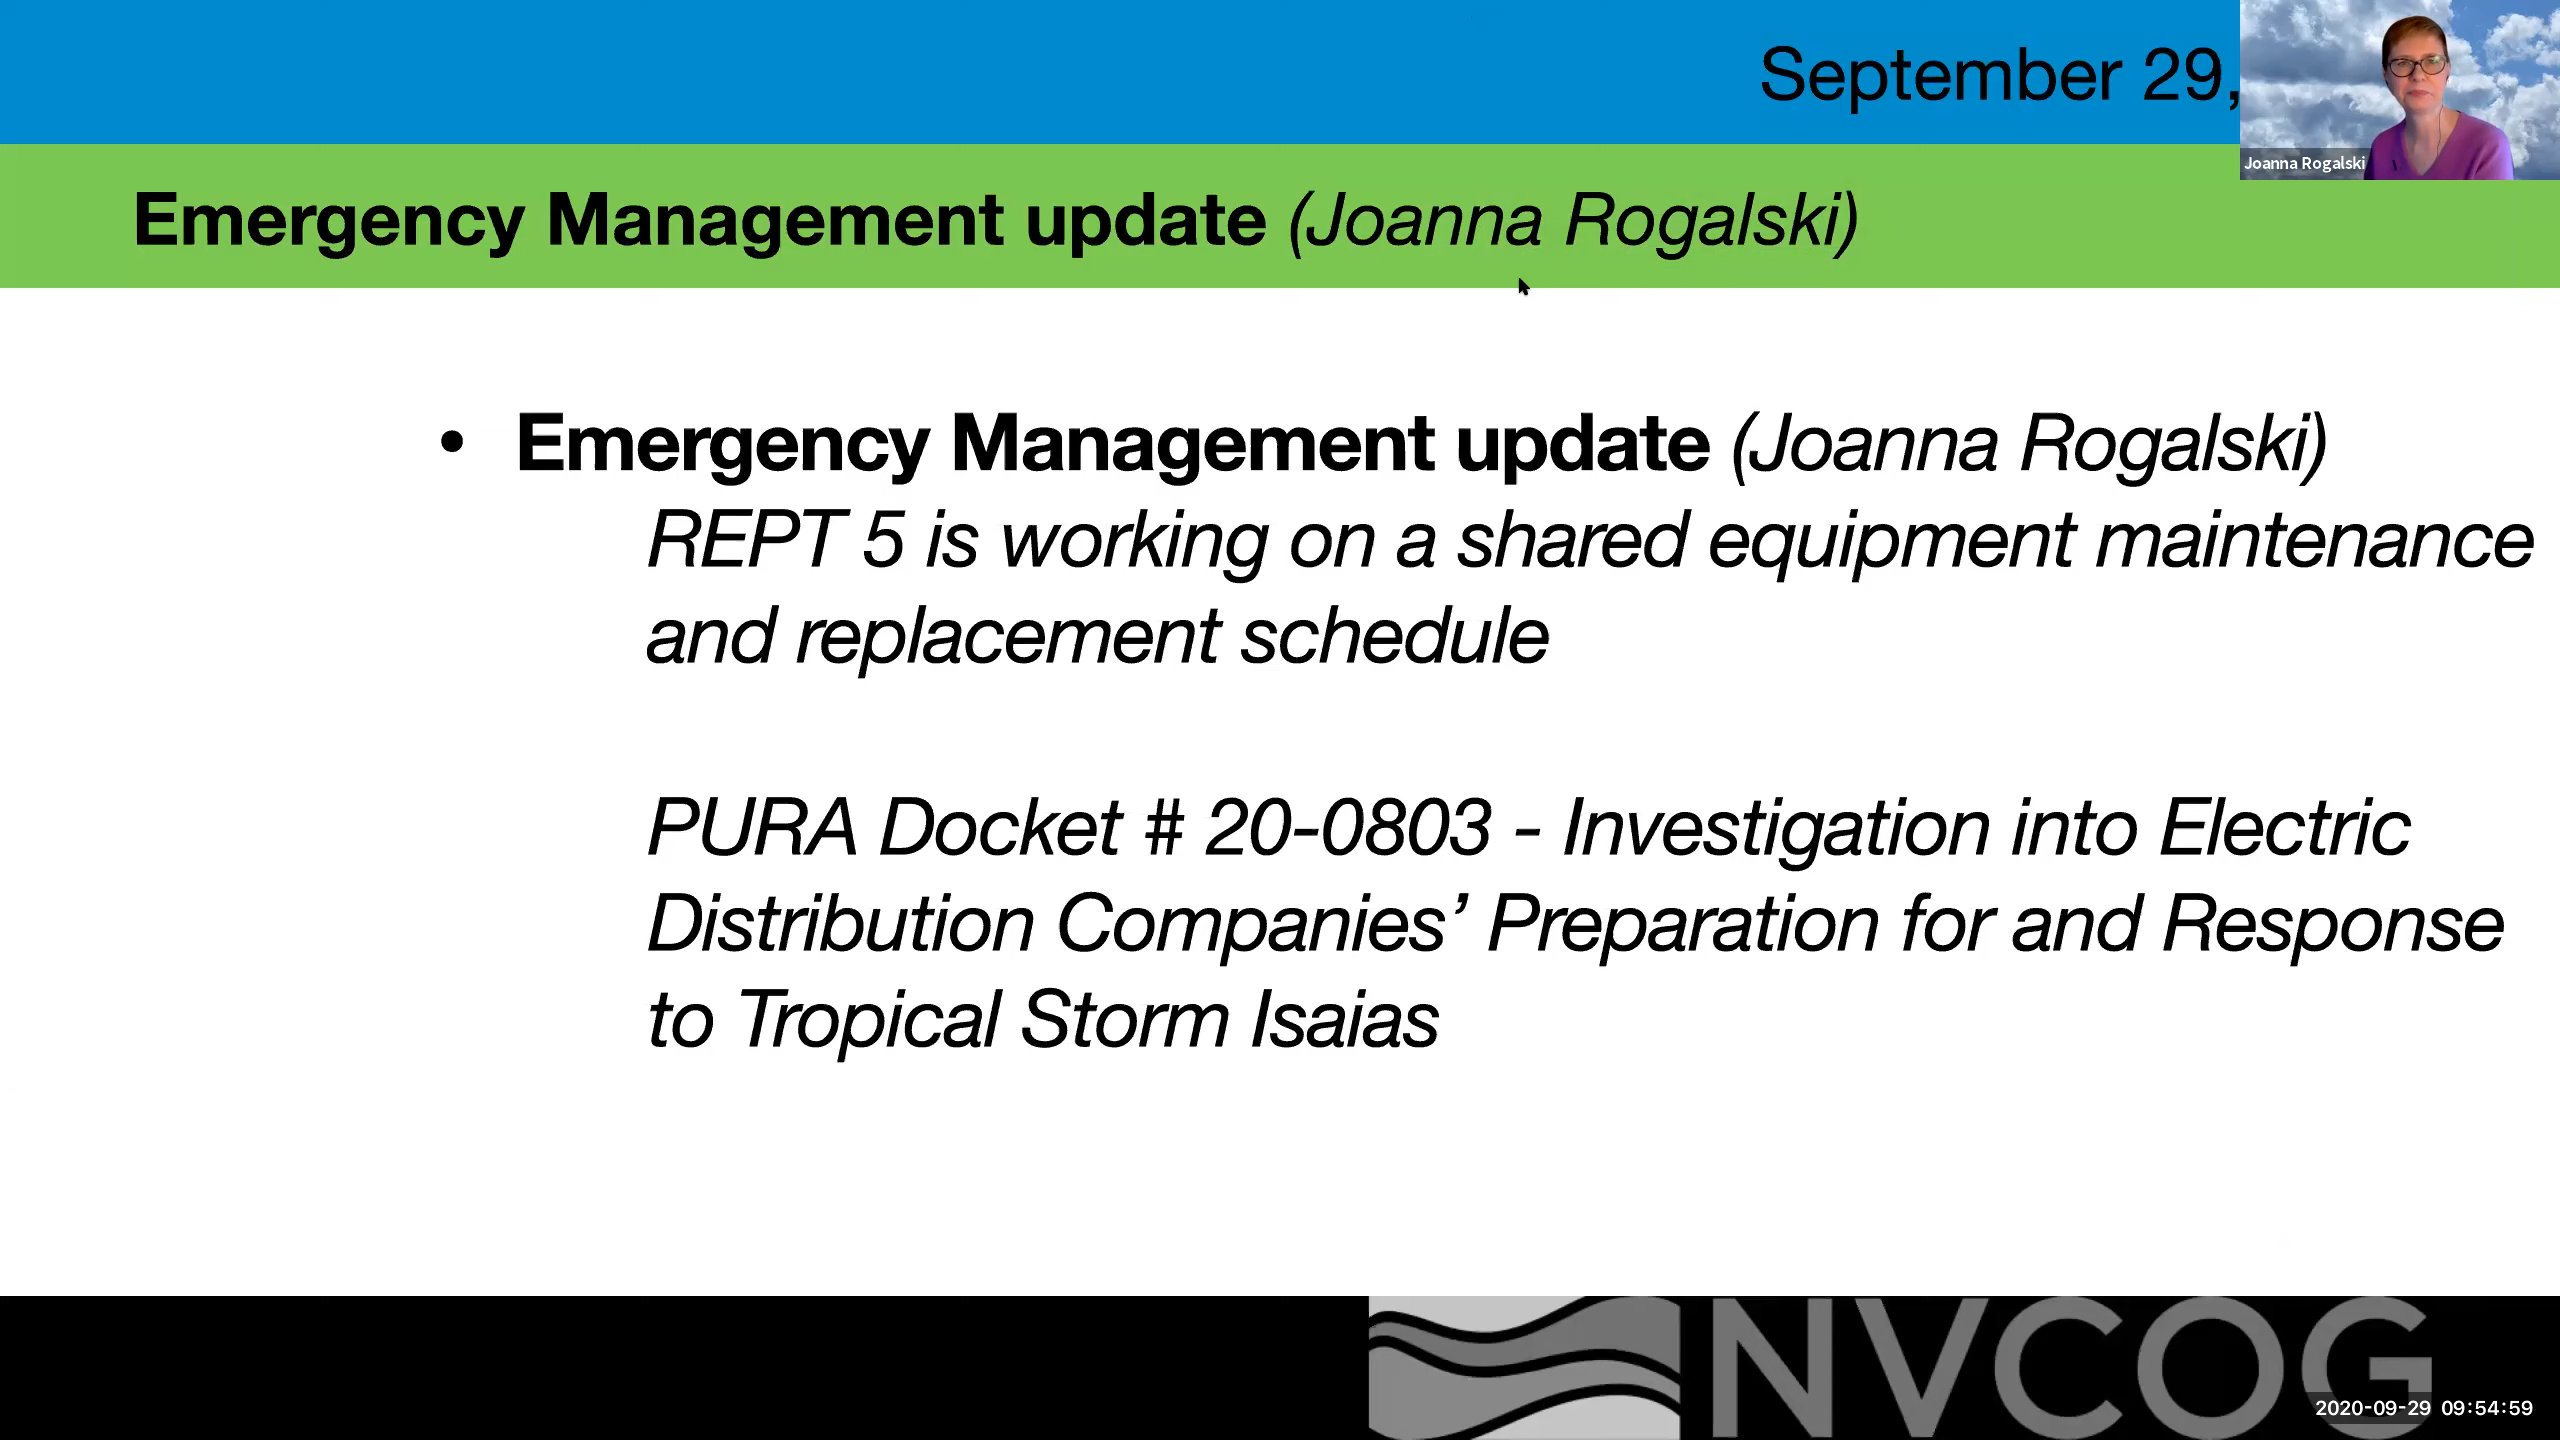 September 29,
Joanna Rogalski
Emergency Management update (Joanna Rogalski)
• Emergency Management update (Joanna Rogalski)
REPT 5 is working on a shared equipment maintenance
and replacement schedule
PURA Docket # 20-0803 - Investigation into Electric
Distribution Companies’ Preparation for and Response
to Tropical Storm Isaias
NVCOG
2020-09-29 09:54:59